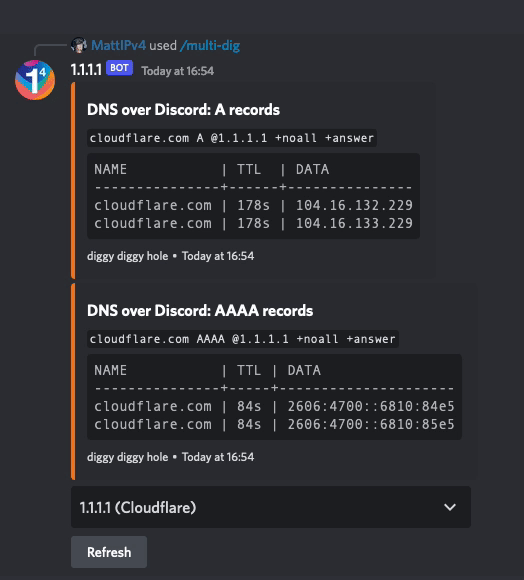 MattIPv4 used /multi-dig
1⁴
1.1.1.1 BOT Today at 16:54
DNS over Discord: A records
cloudflare.com A @1.1.1.1 +noall +answer
NAME | TTL | DATA
---------------+------+---------------
cloudflare.com | 178s | 104.16.132.229
cloudflare.com | 178s | 104.16.133.229
diggy diggy hole • Today at 16:54
DNS over Discord: AAAA records
cloudflare.com AAAA @1.1.1.1 +noall +answer
NAME | TTL | DATA
---------------+-----+---------------------
cloudflare.com | 84s | 2606:4700::6810:84e5
cloudflare.com | 84s | 2606:4700::6810:85e5
diggy diggy hole • Today at 16:54
1.1.1.1 (Cloudflare)
Refresh